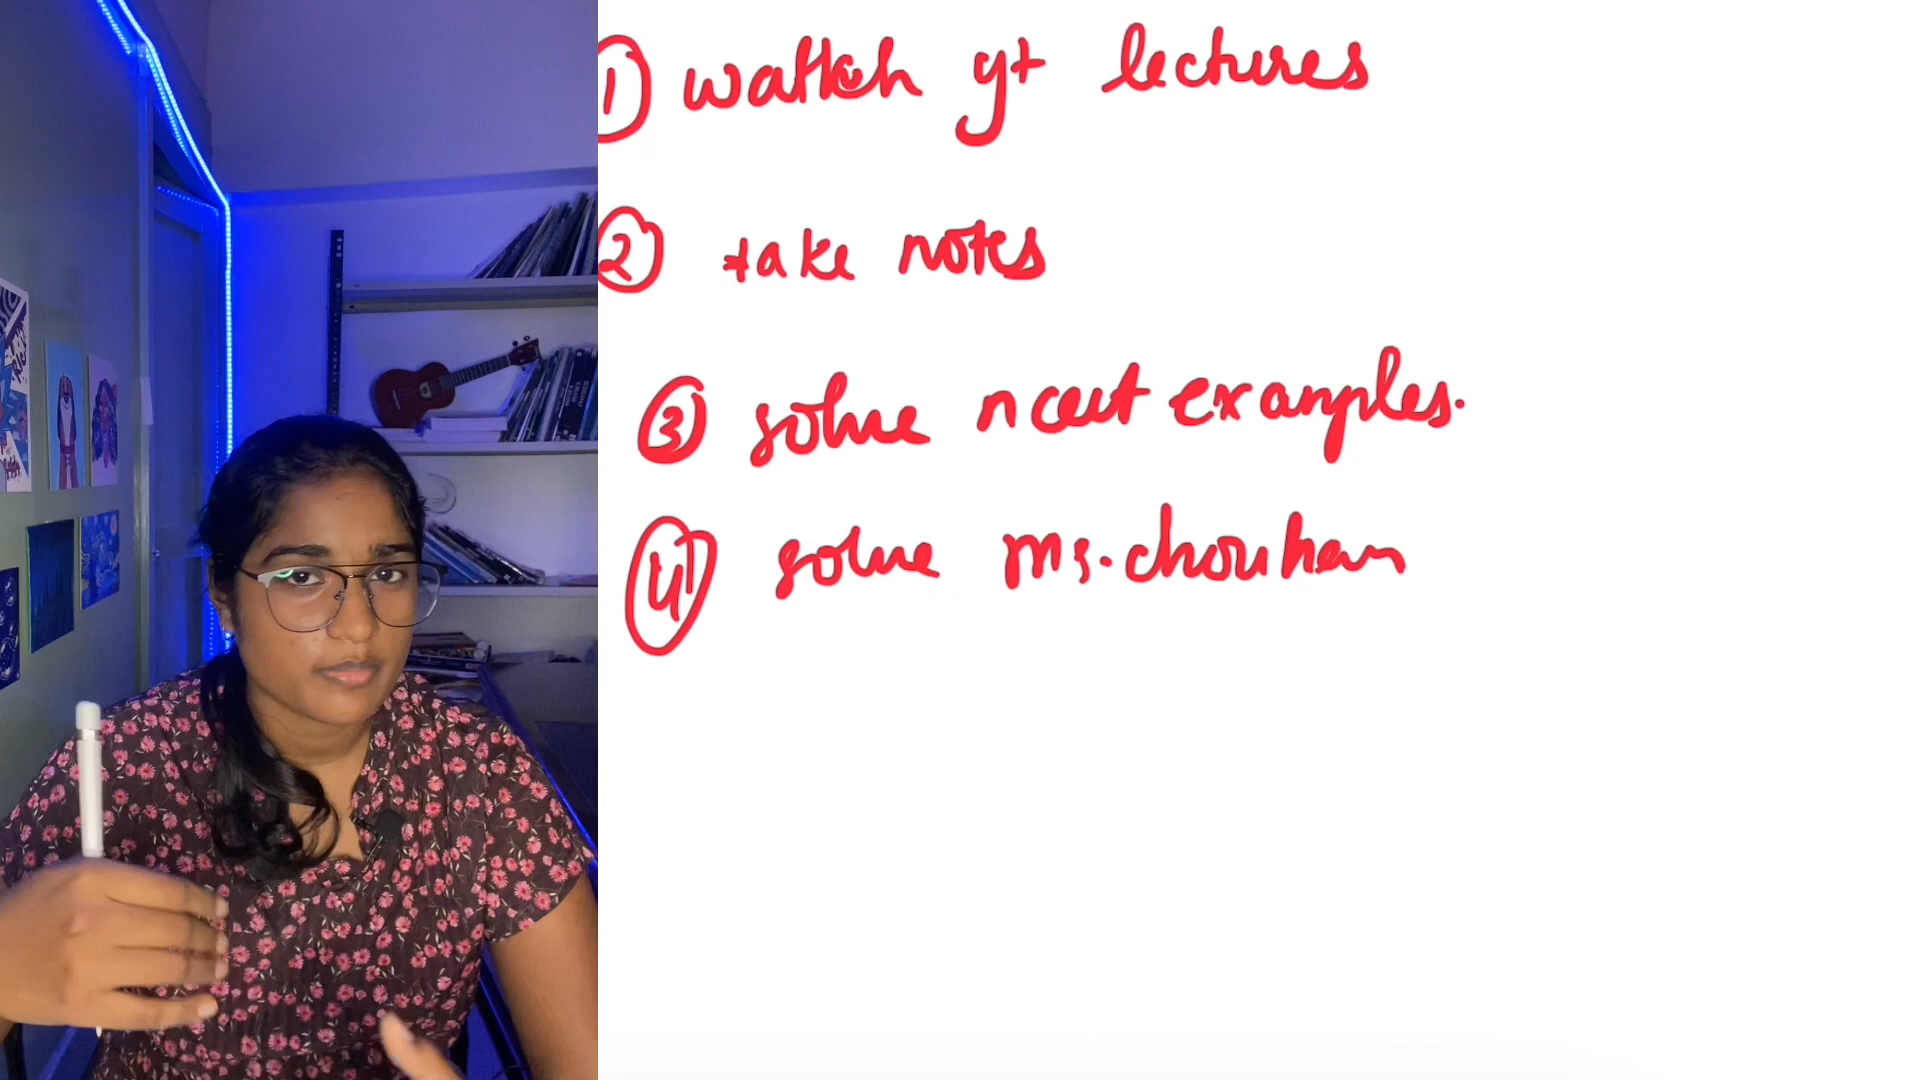 ① watch yt lectures
② take notes
③ solve ncert examples.
④ solve ms.chouhan